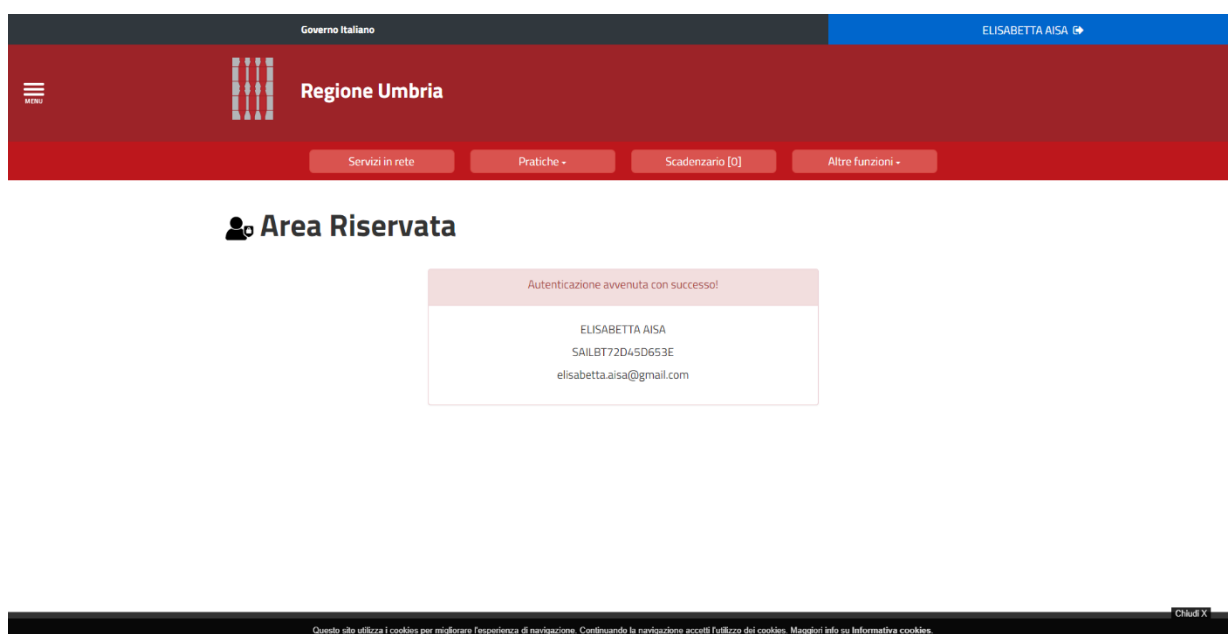 Governo Italiano
ELISABETTA AISA
MENU
Regione Umbria
Servizi in rete
Pratiche
Scadenzario [0]
Altre funzioni
Area Riservata
Autenticazione avvenuta con successo!
ELISABETTA AISA
SAILBT72D45D653E
elisabetta.aisa@gmail.com
Chiudi X
Questo sito utilizza i cookies per migliorare l'esperienza di navigazione. Continuando la navigazione accetti l'utilizzo dei cookies. Maggiori info su Informativa cookies.